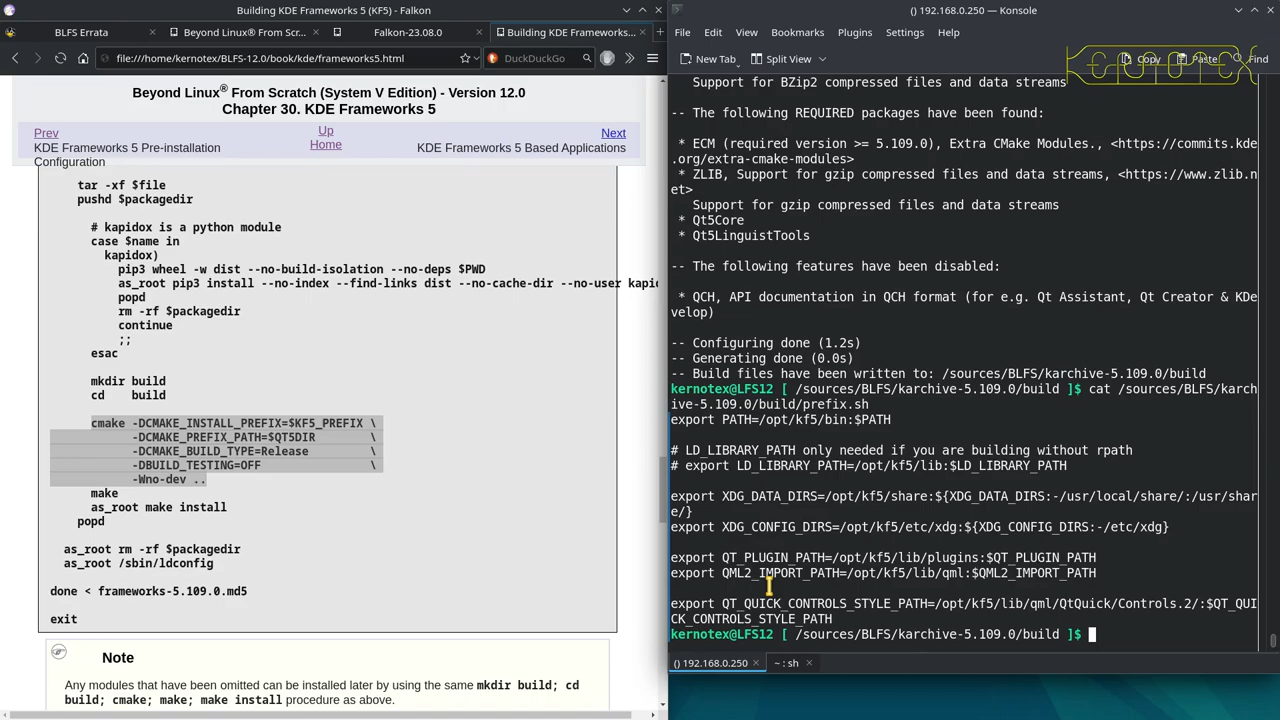 Building KDE Frameworks 5 (KF5) - Falkon
BLFS Errata
Beyond Linux® From Sc...
Falkon-23.08.0
Building KDE Frameworks...
file:///home/kernotex/BLFS-12.0/book/kde/frameworks5.html
DuckDuckGo
Beyond Linux® From Scratch (System V Edition) - Version 12.0
Chapter 30. KDE Frameworks 5
Prev
Up
Next
KDE Frameworks 5 Pre-installation
Configuration
Home
KDE Frameworks 5 Based Applications
tar -xf $file
pushd $packagedir
# kapidox is a python module
case $name in
kapidox)
pip3 wheel -w dist --no-build-isolation --no-deps $PWD
as_root pip3 install --no-index --find-links dist --no-cache-dir --no-user kapid
popd
rm -rf $packagedir
continue
;;
esac
mkdir build
cd    build
cmake -DCMAKE_INSTALL_PREFIX=$KF5_PREFIX \
-DCMAKE_PREFIX_PATH=$QT5DIR \
-DCMAKE_BUILD_TYPE=Release \
-DBUILD_TESTING=OFF \
-Wno-dev ..
make
as_root make install
popd
as_root rm -rf $packagedir
as_root /sbin/ldconfig
done < frameworks-5.109.0.md5
exit
Note
Any modules that have been omitted can be installed later by using the same mkdir build; cd
build; cmake; make; make install procedure as above.
() 192.168.0.250 — Konsole
File Edit View Bookmarks Plugins Settings Help
New Tab Split View Copy Paste Find
Support for BZip2 compressed files and data streams
-- The following REQUIRED packages have been found:
* ECM (required version >= 5.109.0), Extra CMake Modules., <https://commits.kde
.org/extra-cmake-modules>
* ZLIB, Support for gzip compressed files and data streams, <https://www.zlib.n
et>
Support for gzip compressed files and data streams
* Qt5Core
* Qt5LinguistTools
-- The following features have been disabled:
* QCH, API documentation in QCH format (for e.g. Qt Assistant, Qt Creator & KDe
velop)
-- Configuring done (1.2s)
-- Generating done (0.0s)
-- Build files have been written to: /sources/BLFS/karchive-5.109.0/build
kernotex@LFS12 [ /sources/BLFS/karchive-5.109.0/build ]$ cat /sources/BLFS/karch
ive-5.109.0/build/prefix.sh
export PATH=/opt/kf5/bin:$PATH
# LD_LIBRARY_PATH only needed if you are building without rpath
# export LD_LIBRARY_PATH=/opt/kf5/lib:$LD_LIBRARY_PATH
export XDG_DATA_DIRS=/opt/kf5/share:${XDG_DATA_DIRS:-/usr/local/share/:/usr/shar
e/}
export XDG_CONFIG_DIRS=/opt/kf5/etc/xdg:${XDG_CONFIG_DIRS:-/etc/xdg}
export QT_PLUGIN_PATH=/opt/kf5/lib/plugins:$QT_PLUGIN_PATH
export QML2_IMPORT_PATH=/opt/kf5/lib/qml:$QML2_IMPORT_PATH
export QT_QUICK_CONTROLS_STYLE_PATH=/opt/kf5/lib/qml/QtQuick/Controls.2/:$QT_QUI
CK_CONTROLS_STYLE_PATH
kernotex@LFS12 [ /sources/BLFS/karchive-5.109.0/build ]$
() 192.168.0.250
~ : sh